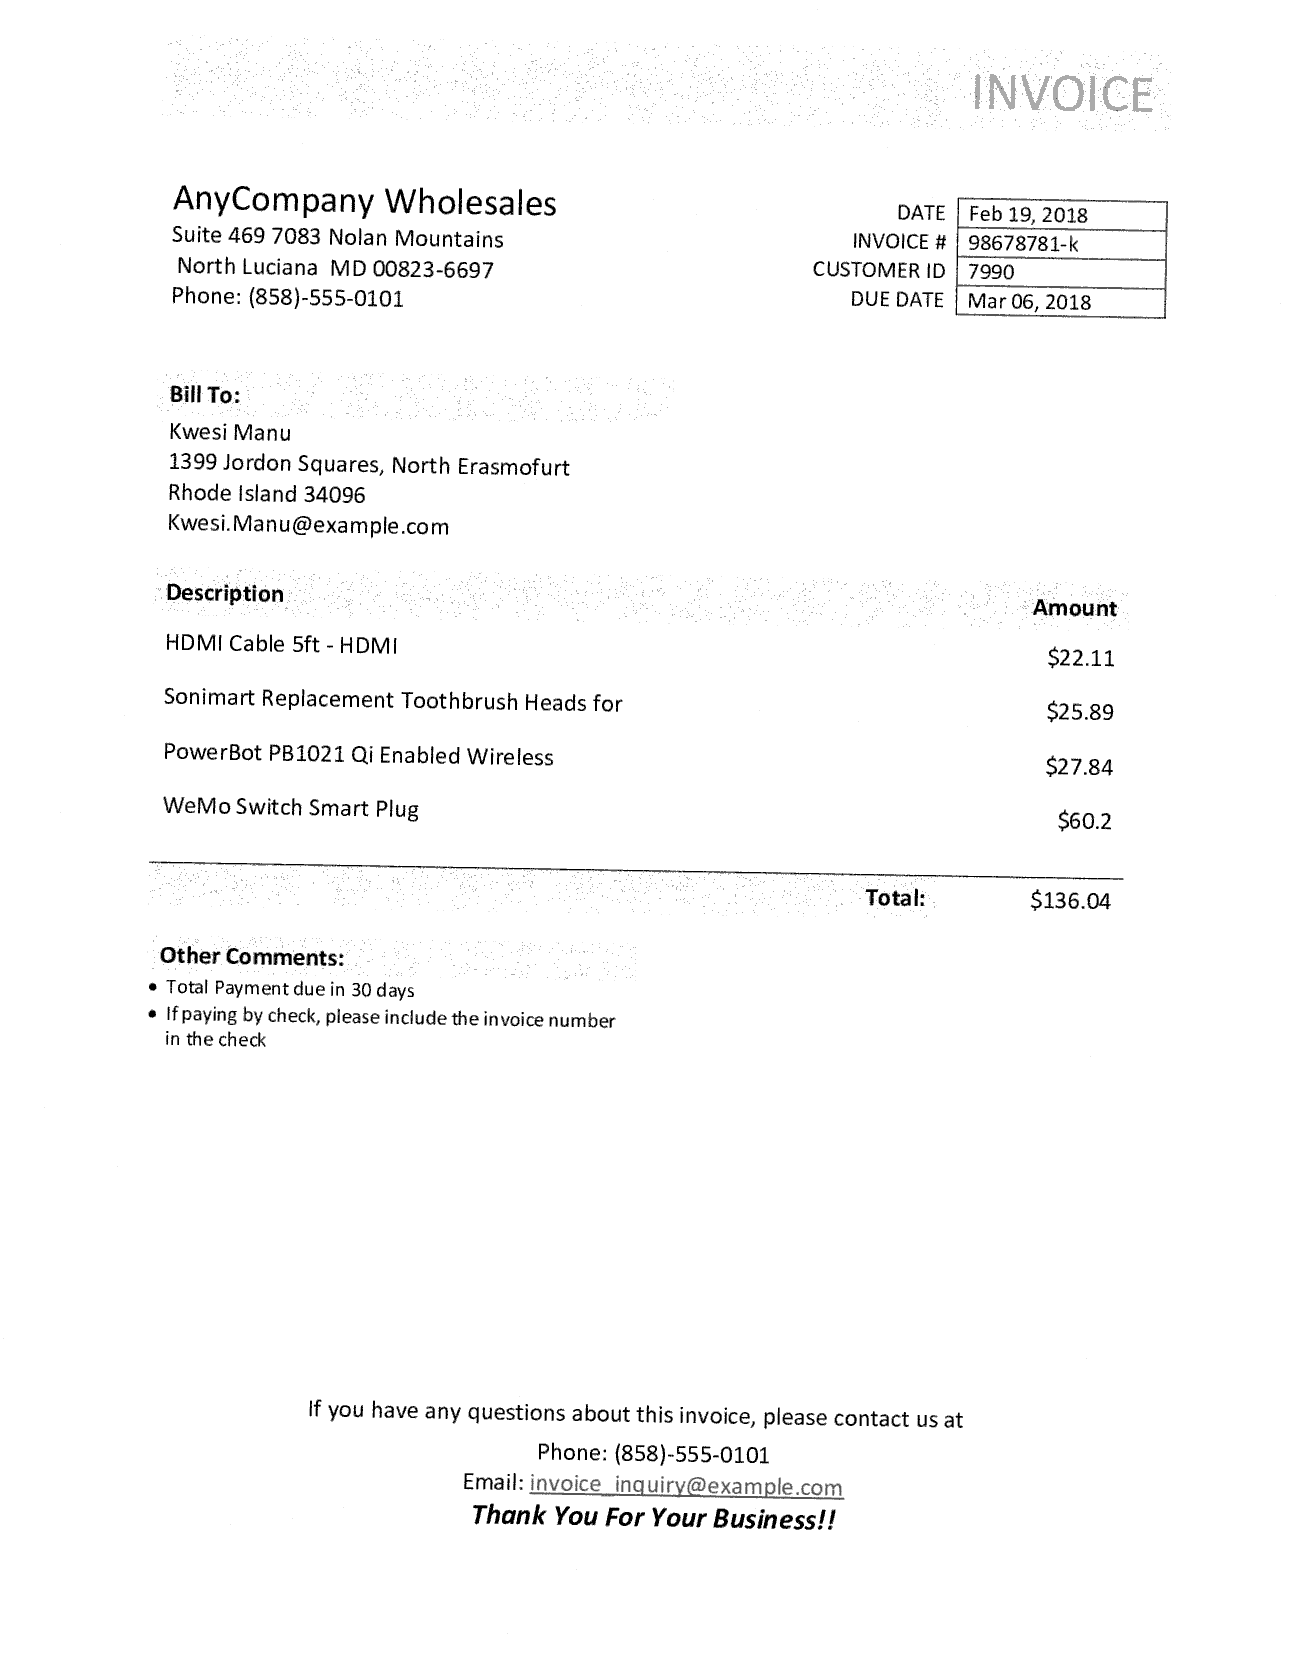 INVOICE
AnyCompany Wholesales
Suite 469 7083 Nolan Mountains
North Luciana MD 00823-6697
Phone: (858)-555-0101
DATE Feb 19, 2018
INVOICE # 98678781-k
CUSTOMER ID 7990
DUE DATE Mar 06, 2018
Bill To:
Kwesi Manu
1399 Jordon Squares, North Erasmofurt
Rhode Island 34096
Kwesi.Manu@example.com
Description Amount
HDMI Cable 5ft - HDMI $22.11
Sonimart Replacement Toothbrush Heads for $25.89
PowerBot PB1021 Qi Enabled Wireless $27.84
WeMo Switch Smart Plug $60.2
Total: $136.04
Other Comments:
• Total Payment due in 30 days
• If paying by check, please include the invoice number
in the check
If you have any questions about this invoice, please contact us at
Phone: (858)-555-0101
Email: invoice_inquiry@example.com
Thank You For Your Business!!